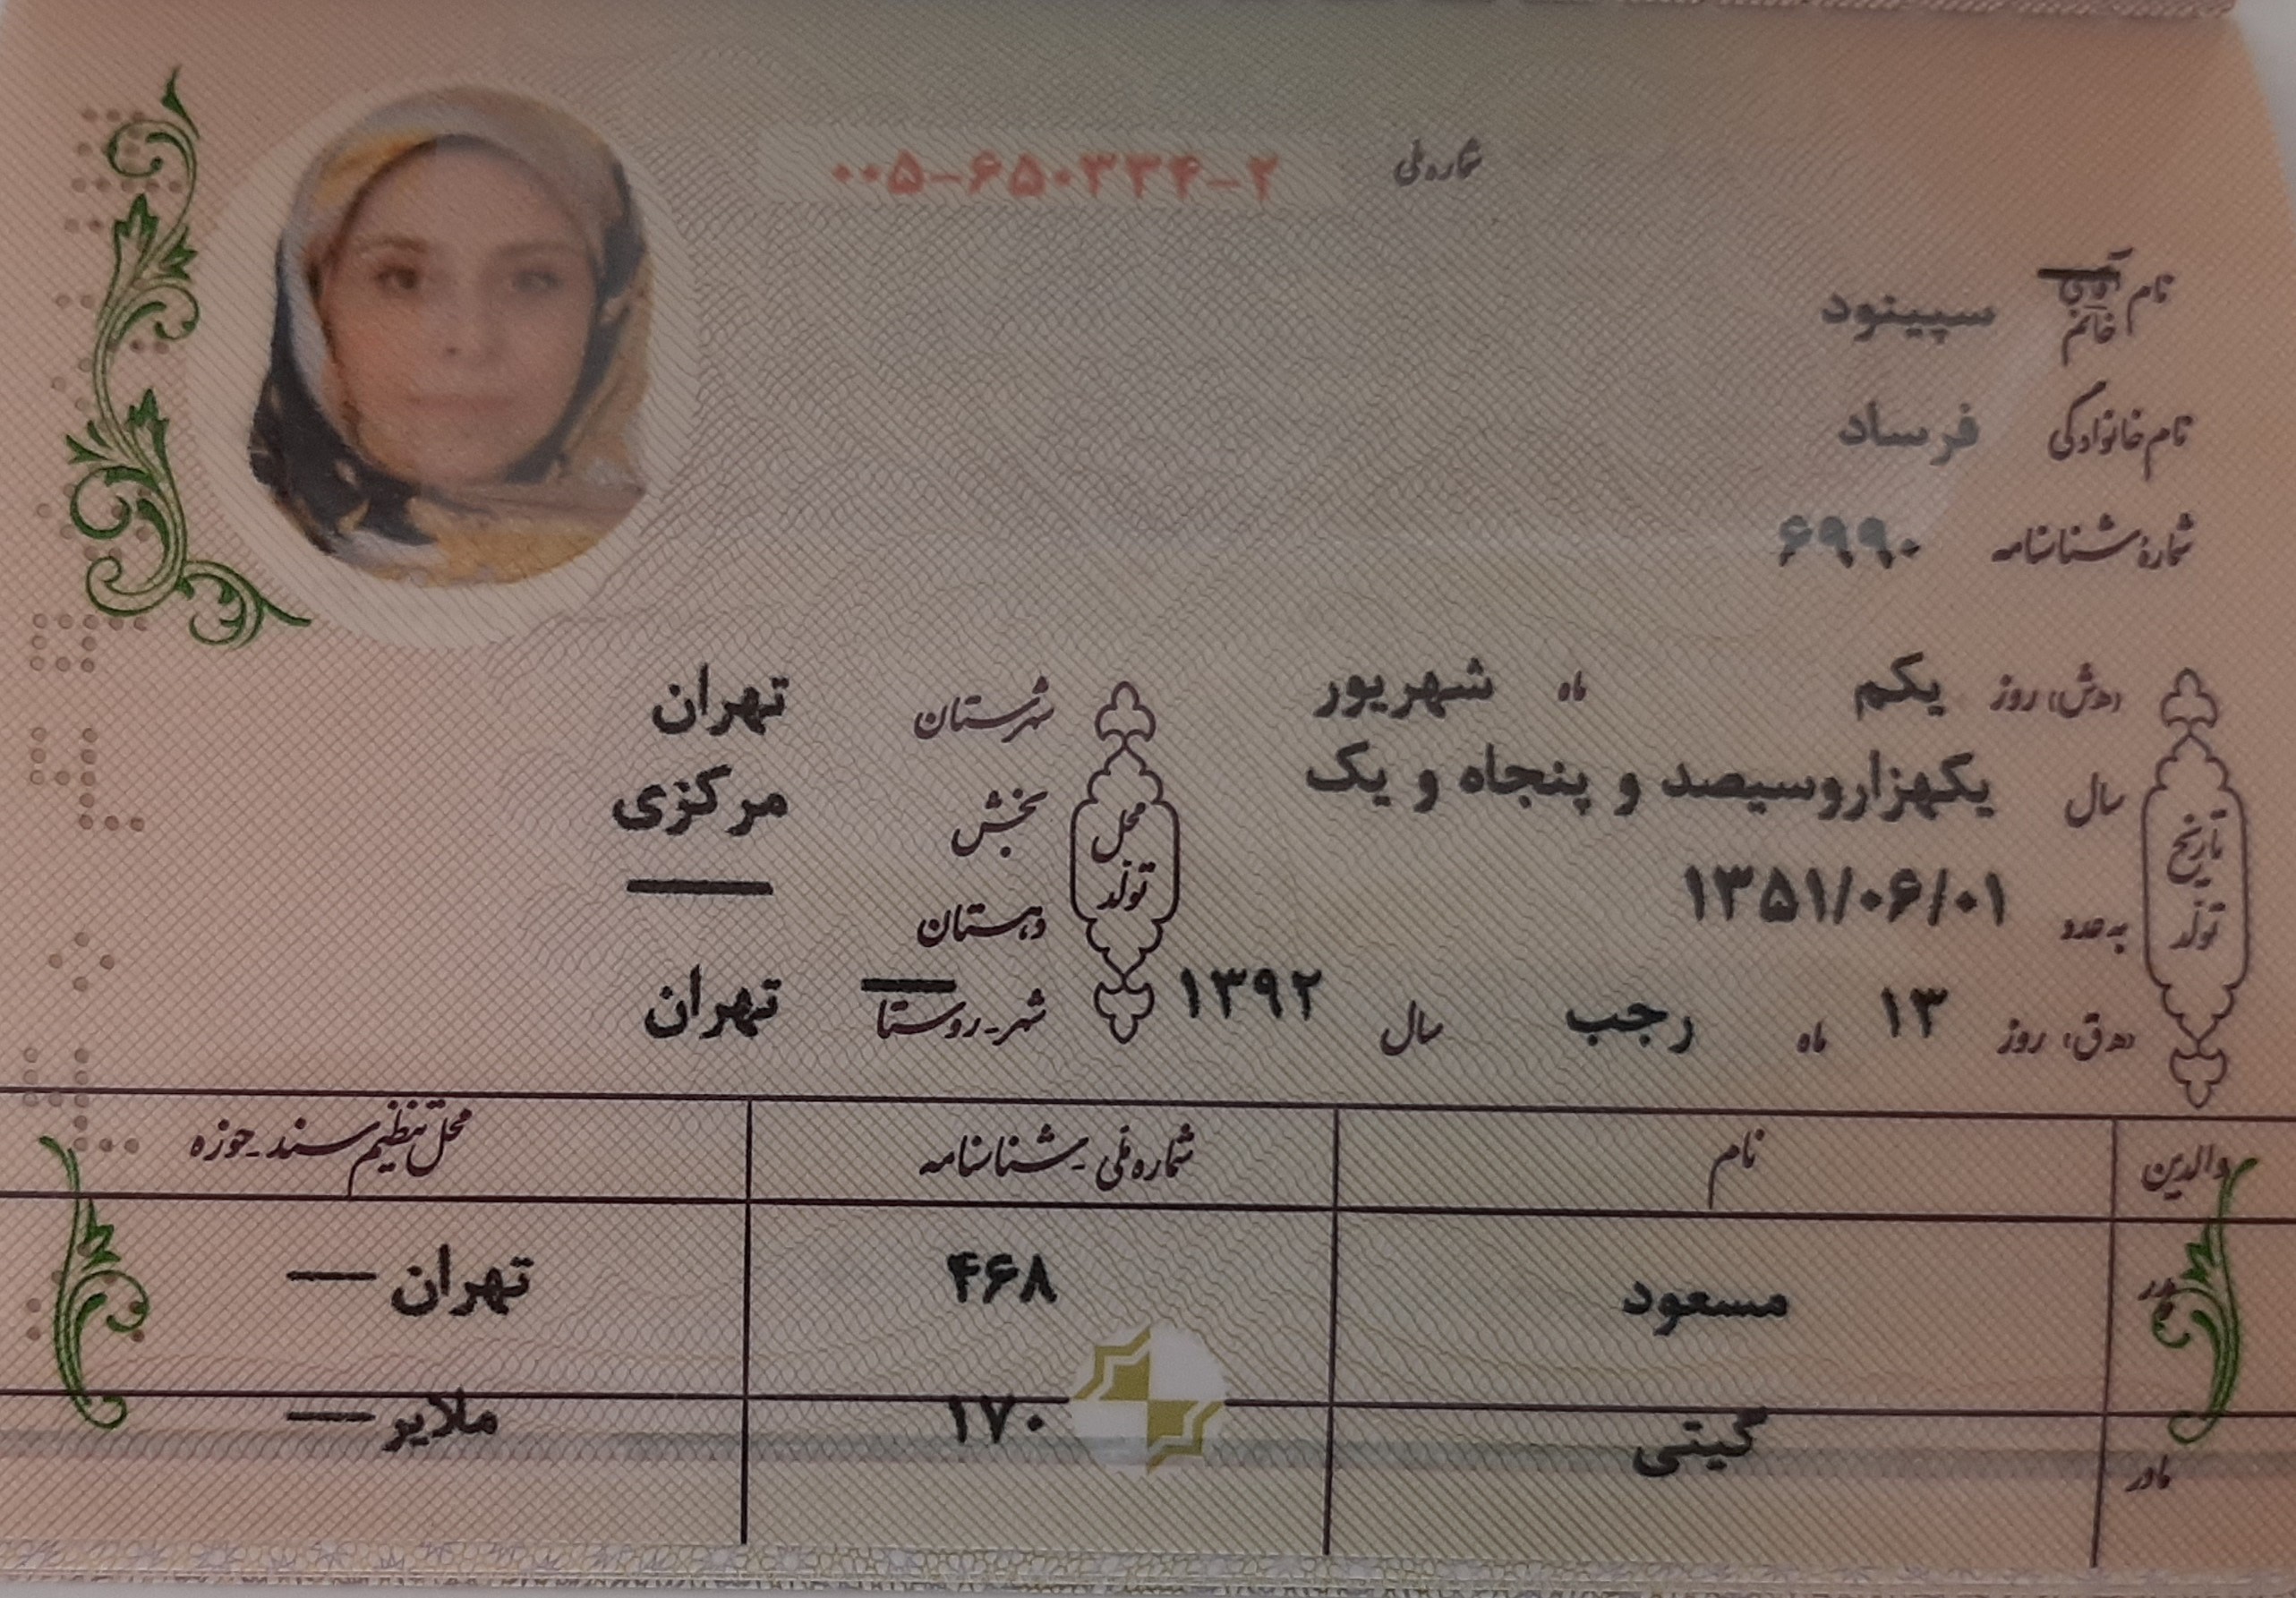 شماره ملی ۰۰۵-۶۵۰۳۳۴-۲
نام آقای خانم سپینود
نام خانوادگی فرساد
شمارهٔ شناسنامه ۶۹۹۰
تاریخ تولد
(ه‍.ش) روز یکم ماه شهریور
سال یکهزاروسیصد و پنجاه و یک
به عدد ۱۳۵۱/۰۶/۰۱
(ه‍.ق) روز ۱۳ ماه رجب سال ۱۳۹۲
محل تولد
شهرستان تهران
بخش مرکزی
دهستان —
شهر-روستا تهران
والدین نام شماره ملی-شناسنامه محل تنظیم سند-حوزه
پدر مسعود ۴۶۸ تهران —
مادر گیتی ۱۷۰ ملایر —